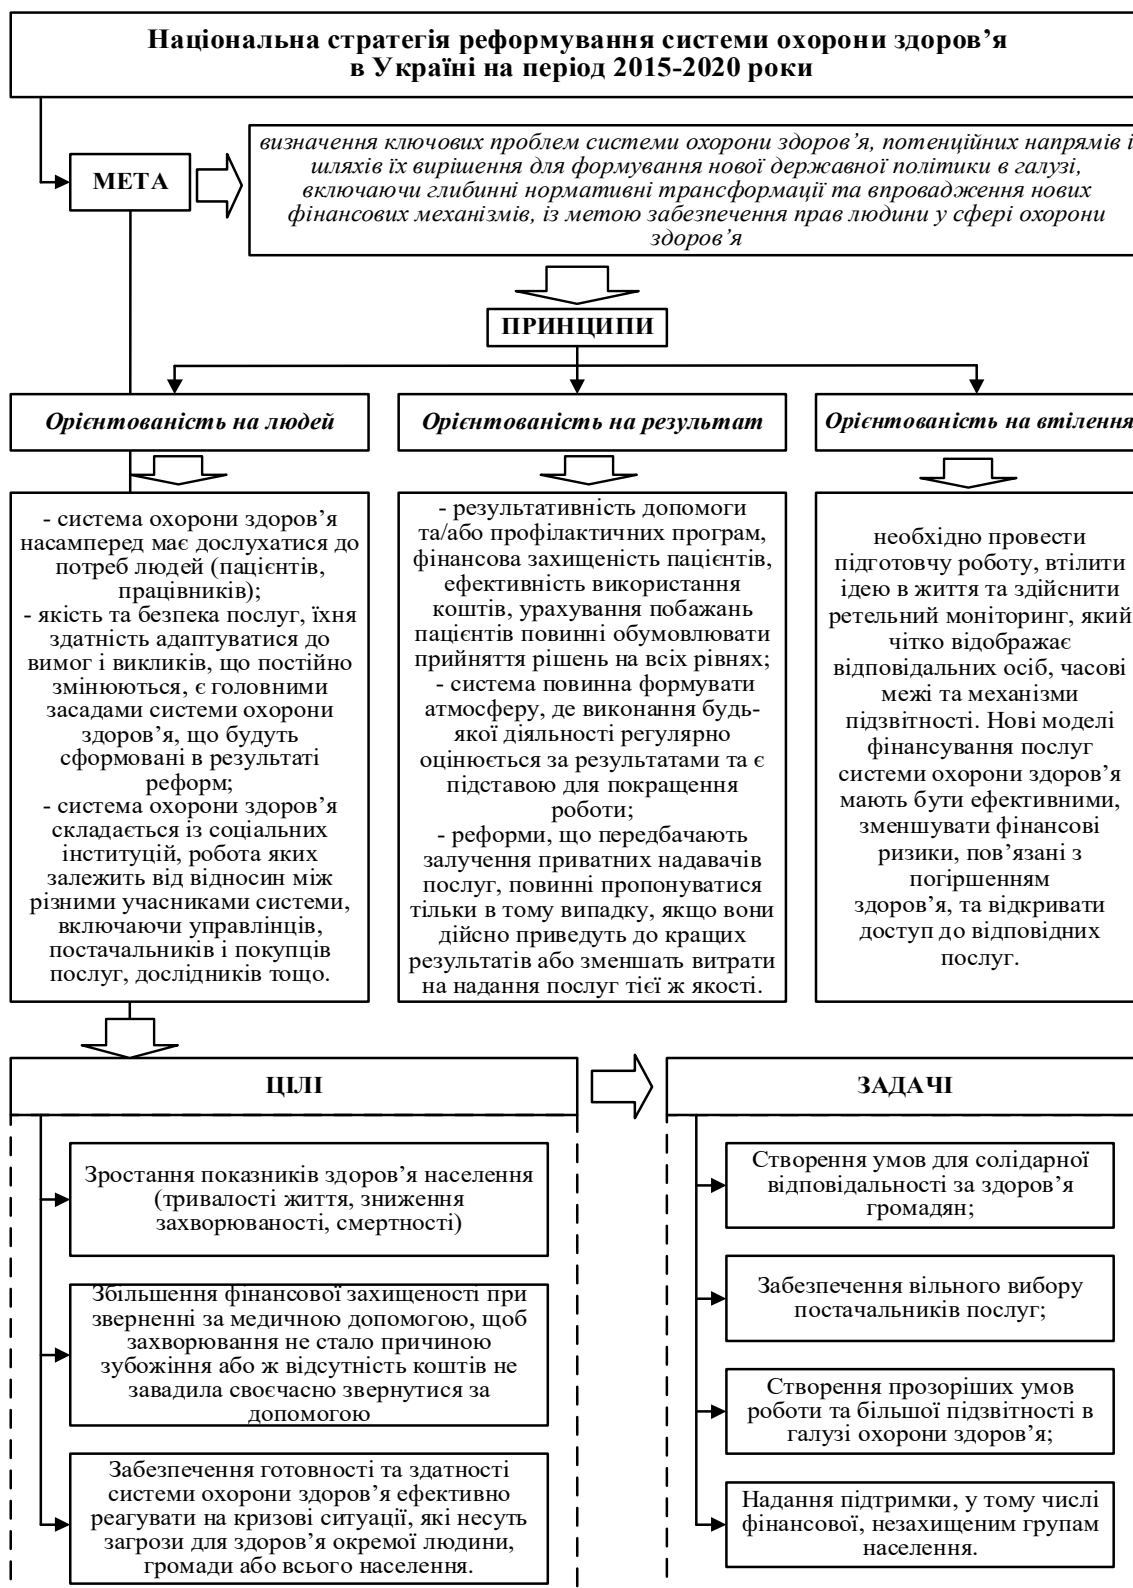 Національна стратегія реформування системи охорони здоров’я
в Україні на період 2015-2020 роки
МЕТА
визначення ключових проблем системи охорони здоров’я, потенційних напрямів і
шляхів їх вирішення для формування нової державної політики в галузі,
включаючи глибинні нормативні трансформації та впровадження нових
фінансових механізмів, із метою забезпечення прав людини у сфері охорони
здоров’я
ПРИНЦИПИ
Орієнтованість на людей
Орієнтованість на результат
Орієнтованість на втілення
- система охорони здоров’я
насамперед має дослухатися до
потреб людей (пацієнтів,
працівників);
- якість та безпека послуг, їхня
здатність адаптуватися до
вимог і викликів, що постійно
змінюються, є головними
засадами системи охорони
здоров’я, що будуть
сформовані в результаті
реформ;
- система охорони здоров’я
складається із соціальних
інституцій, робота яких
залежить від відносин між
різними учасниками системи,
включаючи управлінців,
постачальників і покупців
послуг, дослідників тощо.
- результативність допомоги
та/або профілактичних програм,
фінансова захищеність пацієнтів,
ефективність використання
коштів, урахування побажань
пацієнтів повинні обумовлювати
прийняття рішень на всіх рівнях;
- система повинна формувати
атмосферу, де виконання будь-
якої діяльності регулярно
оцінюється за результатами та є
підставою для покращення
роботи;
- реформи, що передбачають
залучення приватних надавачів
послуг, повинні пропонуватися
тільки в тому випадку, якщо вони
дійсно приведуть до кращих
результатів або зменшать витрати
на надання послуг тієї ж якості.
необхідно провести
підготовчу роботу, втілити
ідею в життя та здійснити
ретельний моніторинг, який
чітко відображає
відповідальних осіб, часові
межі та механізми
підзвітності. Нові моделі
фінансування послуг
системи охорони здоров’я
мають бути ефективними,
зменшувати фінансові
ризики, пов’язані з
погіршенням
здоров’я, та відкривати
доступ до відповідних
послуг.
ЦІЛІ
Зростання показників здоров’я населення
(тривалості життя, зниження
захворюваності, смертності)
Збільшення фінансової захищеності при
зверненні за медичною допомогою, щоб
захворювання не стало причиною
зубожіння або ж відсутність коштів не
завадила своєчасно звернутися за
допомогою
Забезпечення готовності та здатності
системи охорони здоров’я ефективно
реагувати на кризові ситуації, які несуть
загрози для здоров’я окремої людини,
громади або всього населення.
ЗАДАЧІ
Створення умов для солідарної
відповідальності за здоров’я
громадян;
Забезпечення вільного вибору
постачальників послуг;
Створення прозоріших умов
роботи та більшої підзвітності в
галузі охорони здоров’я;
Надання підтримки, у тому числі
фінансової, незахищеним групам
населення.